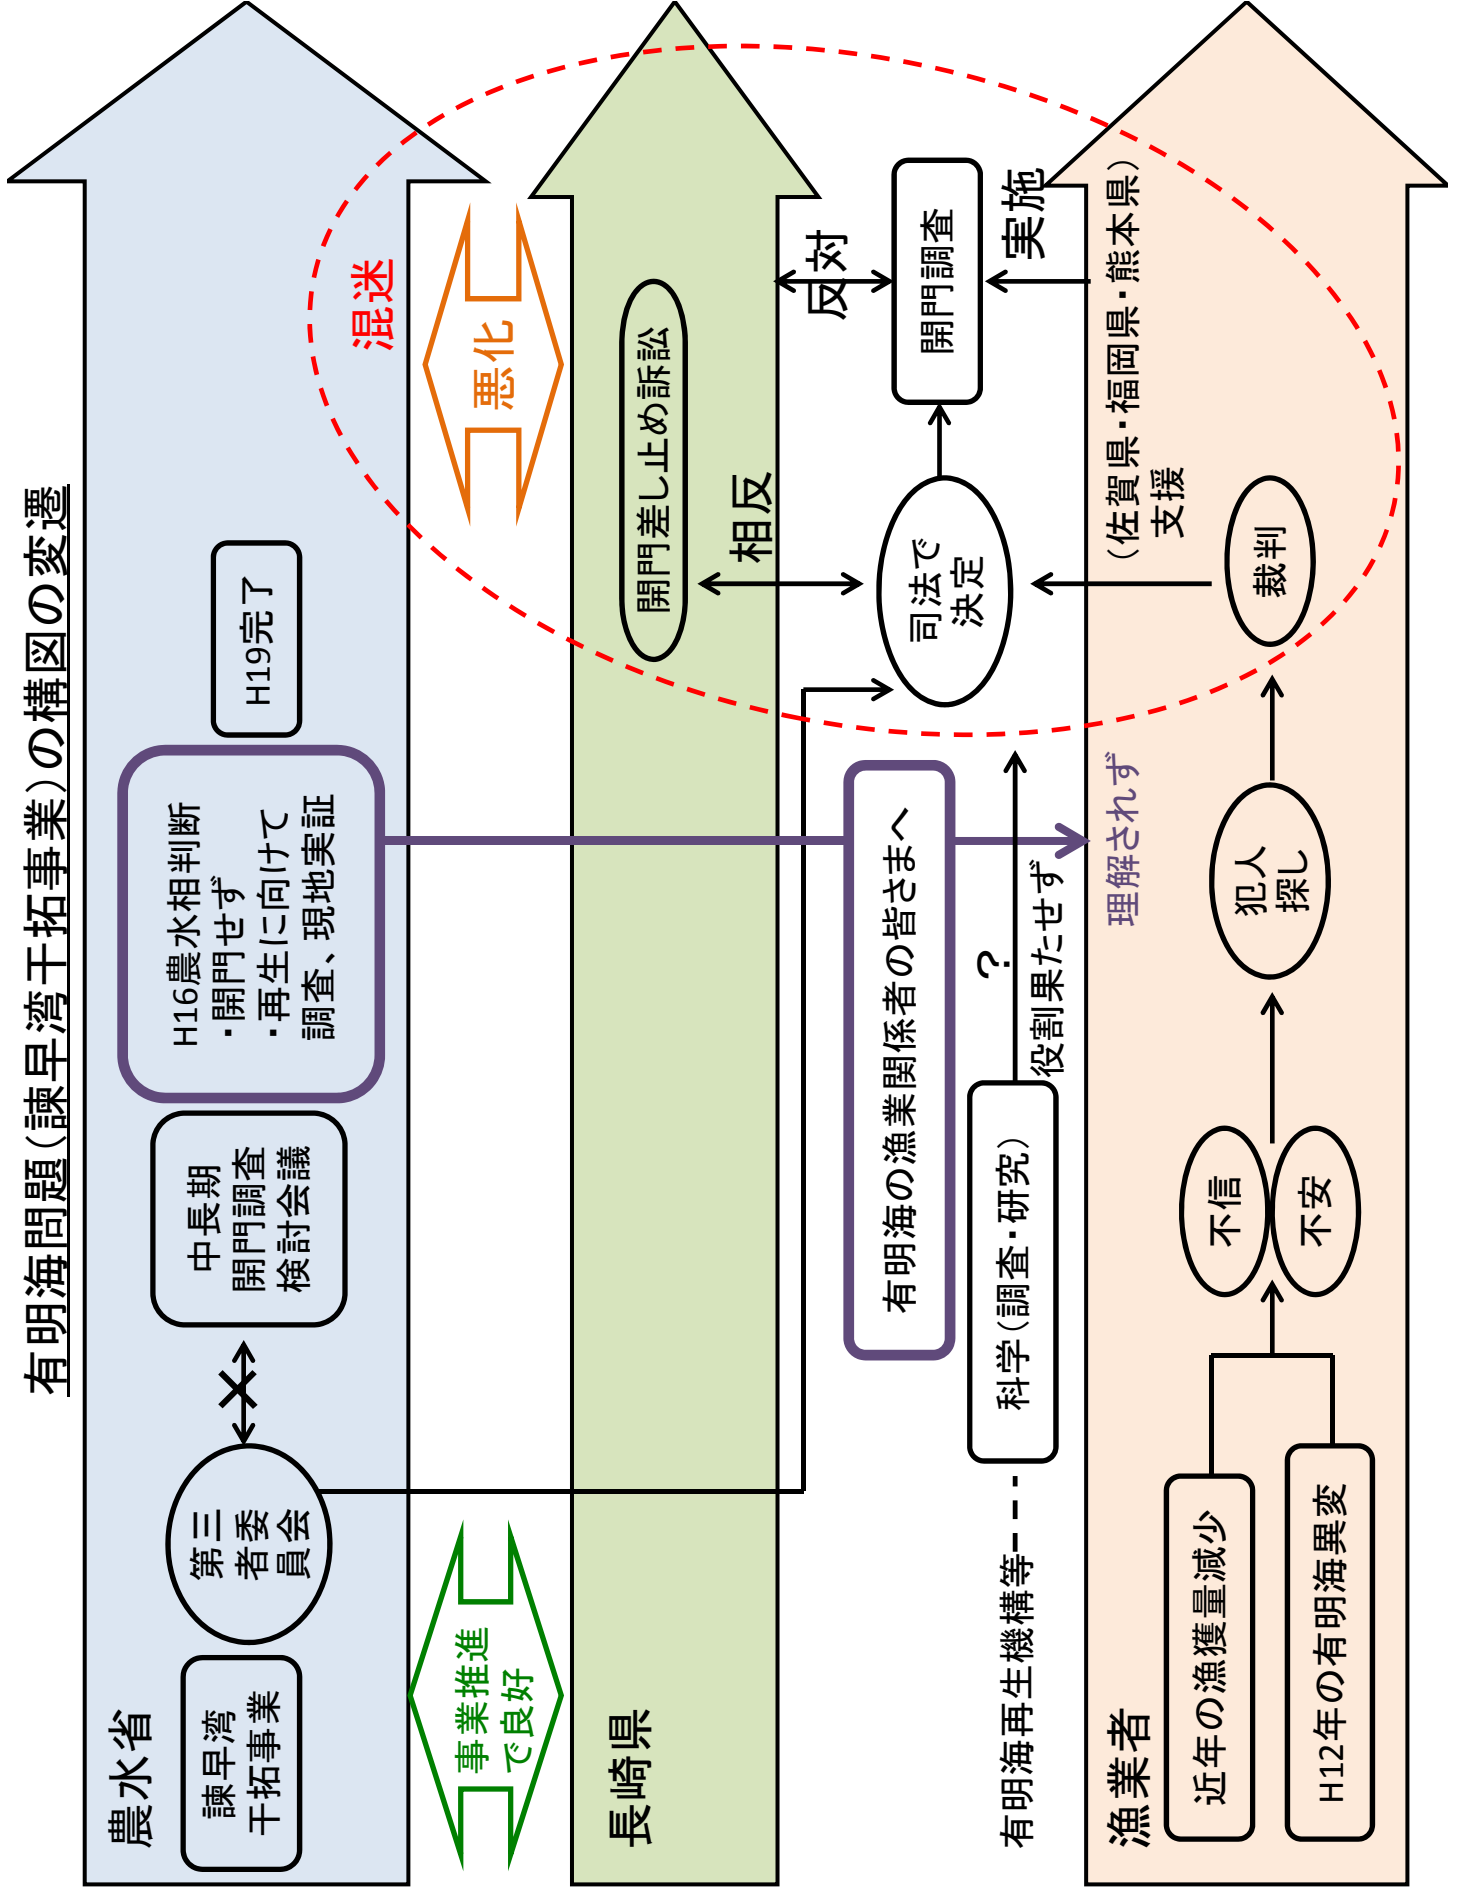 有明海問題（諫早湾干拓事業）の構図の変遷
農水省
諫早湾
干拓事業
第三
者委
員会
中長期
開門調査
検討会議
H16農水相判断
・開門せず
・再生に向けて
調査、現地実証
H19完了
事業推進
で良好
悪化
混迷
長崎県
開門差し止め訴訟
相反
反対
有明海の漁業関係者の皆さまへ
司法で
決定
開門調査
実施
有明海再生機構等
科学（調査・研究）
？
役割果たせず
理解されず
漁業者
近年の漁獲量減少
H12年の有明海異変
不信
不安
犯人
探し
裁判
（佐賀県・福岡県・熊本県）
支援